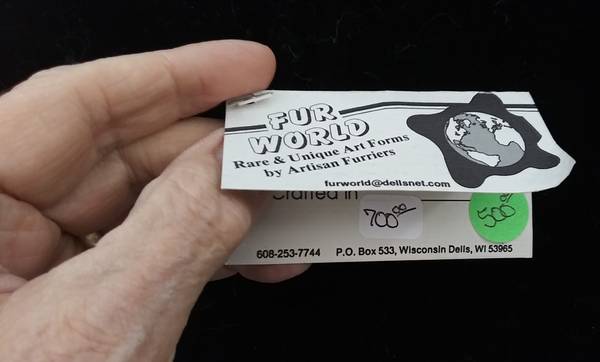 FUR
WORLD
Rare & Unique Art Forms
by Artisan Furriers
furworld@dellsnet.com
Crafted in
700.00
500.00
608-253-7744 P.O. Box 533, Wisconsin Dells, WI 53965